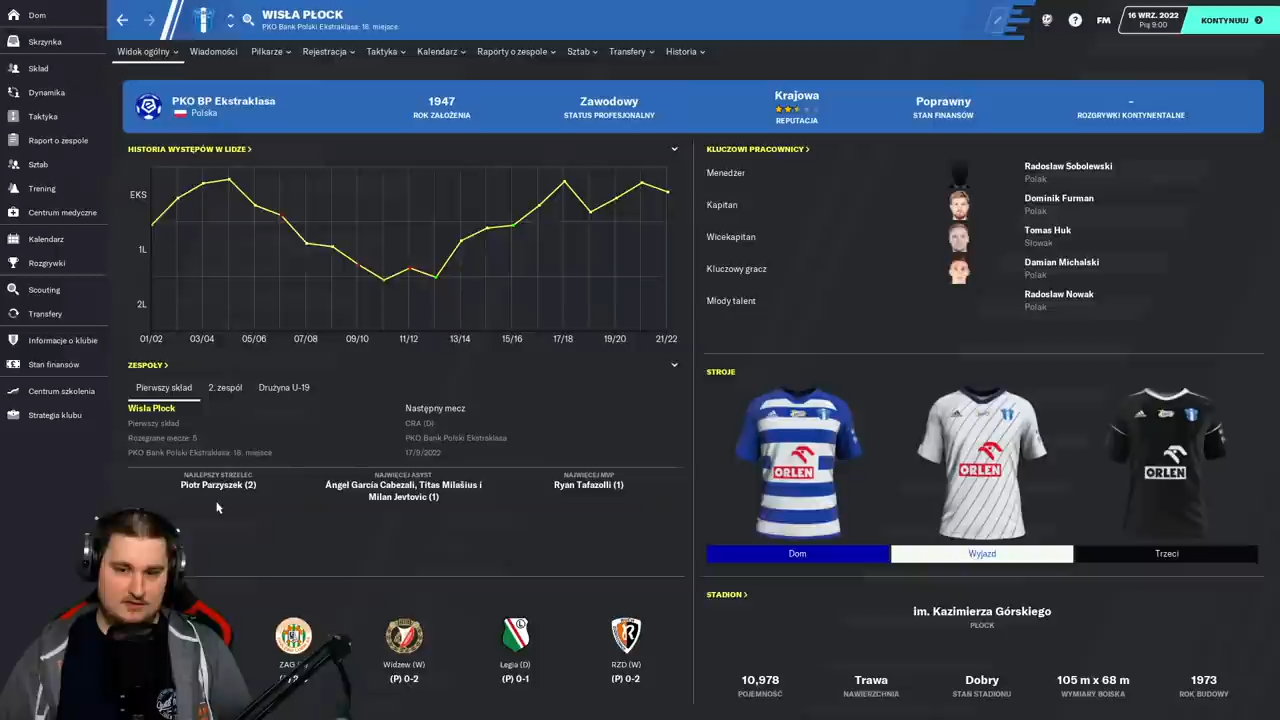 Dom
Skrzynka
Skład
Dynamika
Taktyka
Raport o zespole
Sztab
Trening
Centrum medyczne
Kalendarz
Rozgrywki
Scouting
Transfery
Informacje o klubie
Stan finansów
Centrum szkolenia
Strategia klubu
WISŁA PŁOCK
PKO Bank Polski Ekstraklasa: 18. miejsce
FM
16 WRZ. 2022
Pią 9:00
KONTYNUUJ
Widok ogólny
Wiadomości
Piłkarze
Rejestracja
Taktyka
Kalendarz
Raporty o zespole
Sztab
Transfery
Historia
PKO BP Ekstraklasa
Polska
1947
ROK ZAŁOŻENIA
Zawodowy
STATUS PROFESJONALNY
Krajowa
REPUTACJA
Poprawny
STAN FINANSÓW
-
ROZGRYWKI KONTYNENTALNE
HISTORIA WYSTĘPÓW W LIDZE >
EKS
1L
2L
01/02 03/04 05/06 07/08 09/10 11/12 13/14 15/16 17/18 19/20 21/22
ZESPOŁY >
Pierwszy skład
2. zespół
Drużyna U-19
Wisła Płock
Pierwszy skład
Rozegrane mecze: 5
PKO Bank Polski Ekstraklasa: 18. miejsce
Następny mecz
CRA (D)
PKO Bank Polski Ekstraklasa
17/9/2022
NAJLEPSZY STRZELEC
Piotr Parzyszek (2)
NAJWIĘCEJ ASYST
Ángel García Cabezali, Titas Milašius i
Milan Jevtovic (1)
NAJWIĘCEJ MVP
Ryan Tafazolli (1)
ZAG
Widzew (W)
(P) 0-2
Legia (D)
(P) 0-1
RZD (W)
(P) 0-2
KLUCZOWI PRACOWNICY >
Menedżer
Radosław Sobolewski
Polak
Kapitan
Dominik Furman
Polak
Wicekapitan
Tomas Huk
Słowak
Kluczowy gracz
Damian Michalski
Polak
Młody talent
Radosław Nowak
Polak
STROJE
ORLEN
ORLEN
ORLEN
Dom
Wyjazd
Trzeci
STADION >
im. Kazimierza Górskiego
PŁOCK
10,978
POJEMNOŚĆ
Trawa
NAWIERZCHNIA
Dobry
STAN STADIONU
105 m x 68 m
WYMIARY BOISKA
1973
ROK BUDOWY